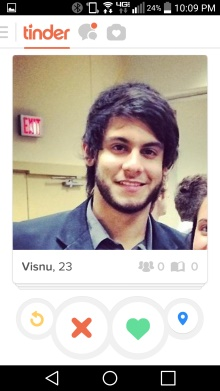 24% 10:09 PM
tinder
EXIT
Visnu, 23 0 0